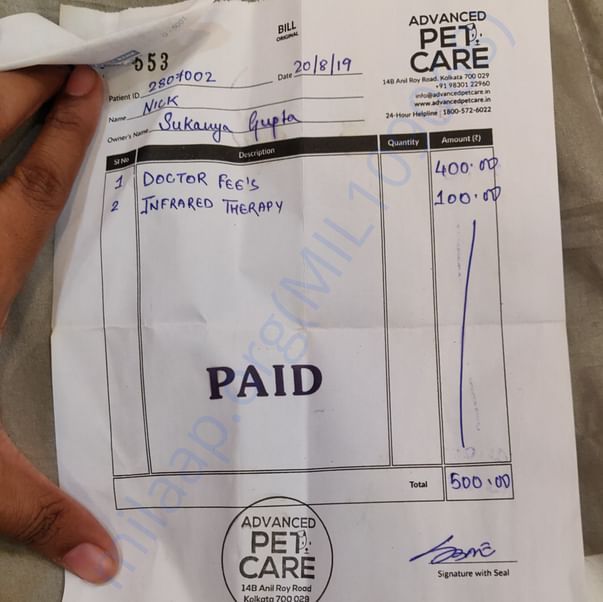 BILL
ORIGINAL
ADVANCED
PET
CARE
14B Anil Roy Road, Kolkata 700 029
+91 98301 22960
info@advancedpetcare.in
www.advancedpetcare.in
24-Hour Helpline : 1800-572-6022
553
Date 20/8/19
Patient ID 2807002
Name NICK
Owner's Name Sukanya Gupta
Sl No Description Quantity Amount (₹)
1 DOCTOR FEE'S 400.00
2 INFRARED THERAPY 100.00
PAID
Total 500.00
ADVANCED
PET
CARE
14B Anil Roy Road
Kolkata 700 029
Signature with Seal